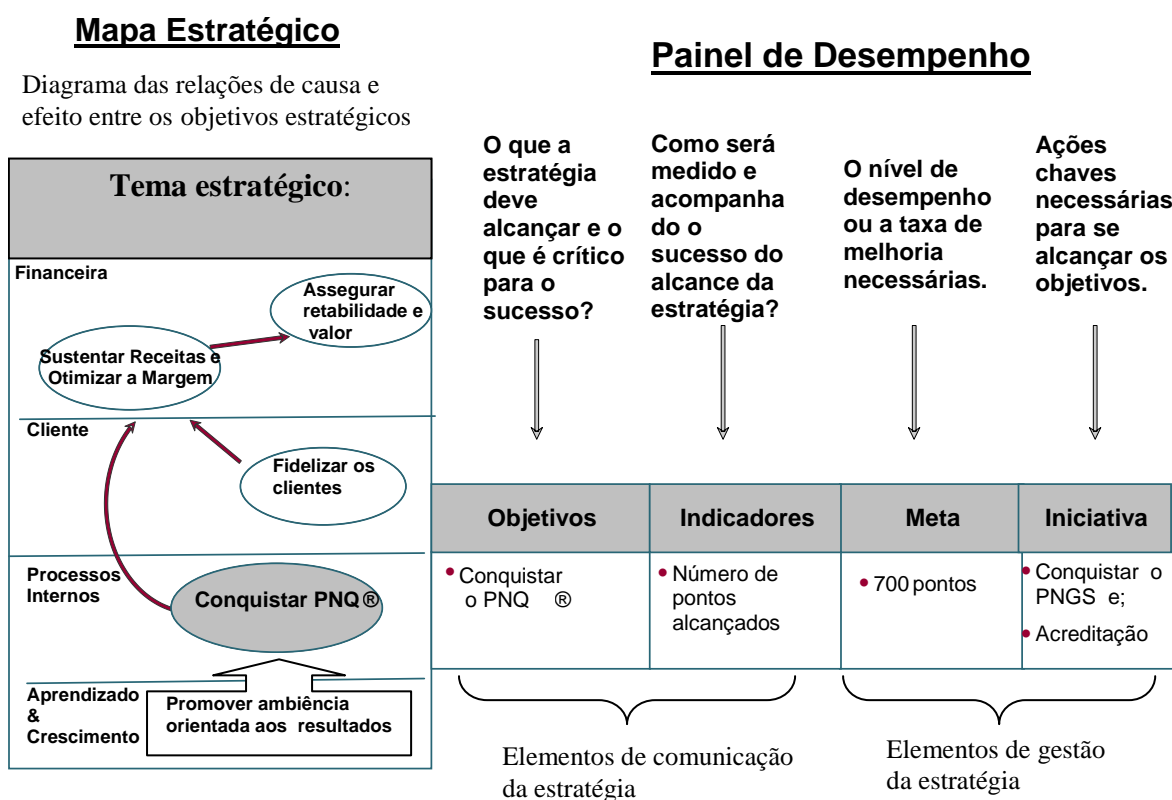 Mapa Estratégico
Diagrama das relações de causa e
efeito entre os objetivos estratégicos
Tema estratégico:
Financeira
Assegurar
retabilidade e
valor
Sustentar Receitas e
Otimizar a Margem
Cliente
Fidelizar os
clientes
Processos
Internos
Conquistar PNQ ®
Aprendizado
&
Crescimento
Promover ambiência
orientada aos resultados
Painel de Desempenho
O que a
estratégia
deve
alcançar e o
que é crítico
para o
sucesso?
Como será
medido e
acompanha
do o
sucesso do
alcance da
estratégia?
O nível de
desempenho
ou a taxa de
melhoria
necessárias.
Ações
chaves
necessárias
para se
alcançar os
objetivos.
Objetivos
Indicadores
Meta
Iniciativa
• Conquistar
o PNQ ®
• Número de
pontos
alcançados
• 700 pontos
• Conquistar o
PNGS e;
• Acreditação
Elementos de comunicação
da estratégia
Elementos de gestão
da estratégia